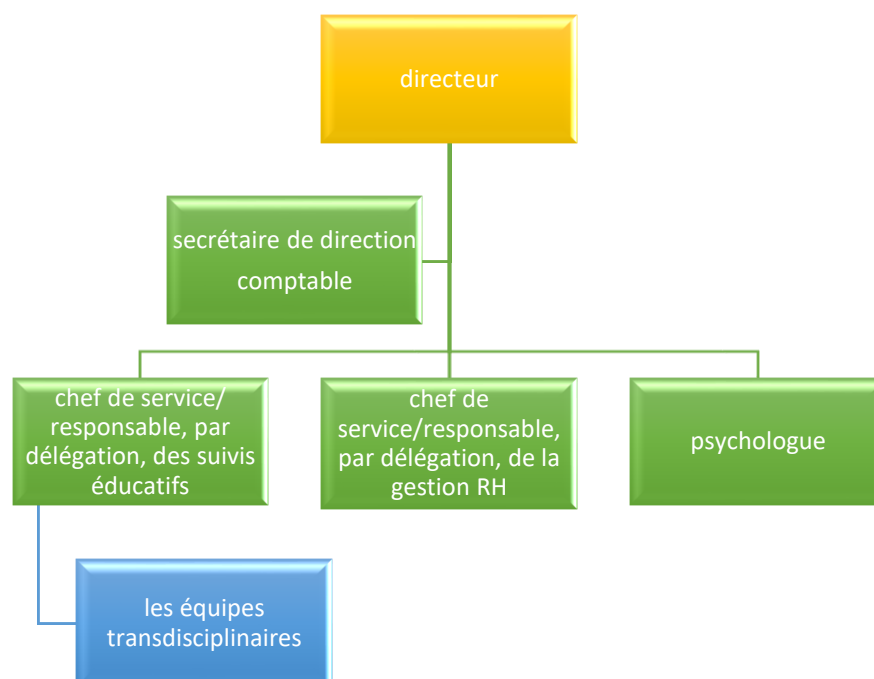 directeur
secrétaire de direction
comptable
chef de service/
responsable, par
délégation, des suivis
éducatifs
chef de
service/responsable,
par délégation, de la
gestion RH
psychologue
les équipes
transdisciplinaires